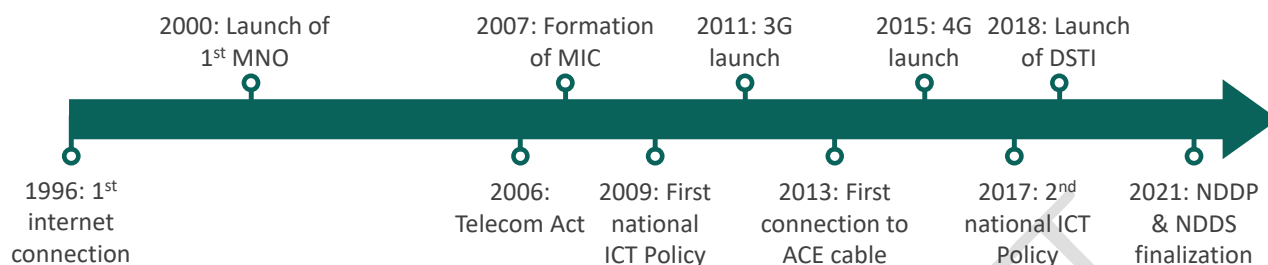 2000: Launch of
1st MNO
2007: Formation
of MIC
2011: 3G
launch
2015: 4G
launch
2018: Launch
of DSTI
1996: 1st
internet
connection
2006:
Telecom Act
2009: First
national
ICT Policy
2013: First
connection to
ACE cable
2017: 2nd
national ICT
Policy
2021: NDDP
& NDDS
finalization